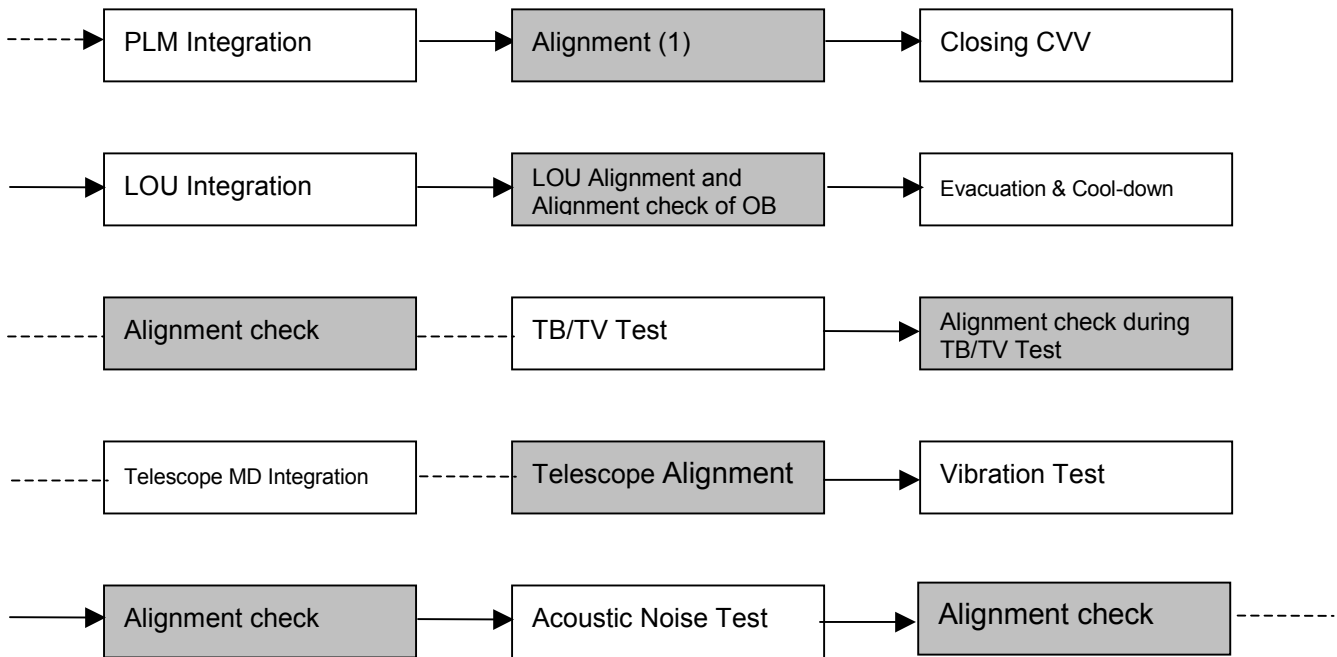 PLM Integration
Alignment (1)
Closing CVV
LOU Integration
LOU Alignment and
Alignment check of OB
Evacuation & Cool-down
Alignment check
TB/TV Test
Alignment check during
TB/TV Test
Telescope MD Integration
Telescope Alignment
Vibration Test
Alignment check
Acoustic Noise Test
Alignment check